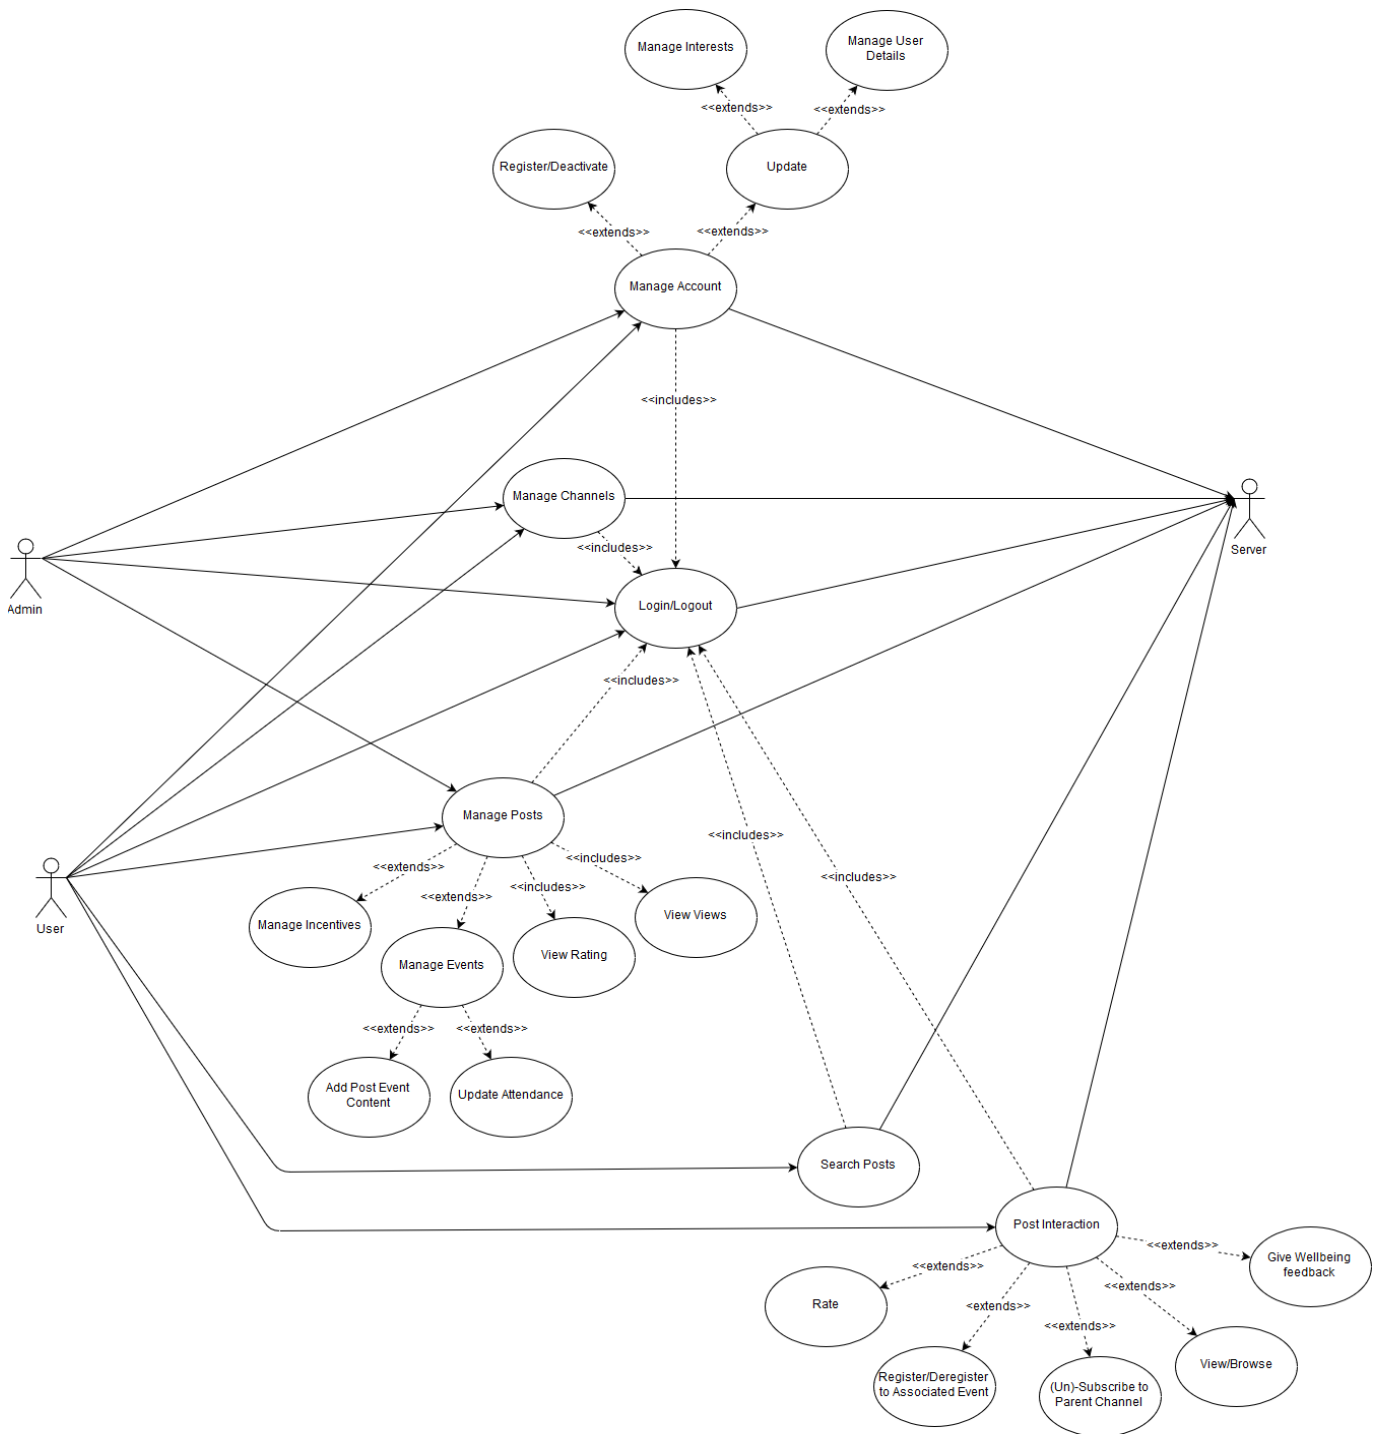 Manage Interests
Manage User
Details
<<extends>>
<<extends>>
Register/Deactivate
Update
<<extends>>
<<extends>>
Manage Account
<<includes>>
Manage Channels
<<includes>>
Server
Admin
Login/Logout
<<includes>>
Manage Posts
<<includes>>
<<extends>>
<<includes>>
<<includes>>
<<extends>>
<<includes>>
User
Manage Incentives
View Views
View Rating
Manage Events
<<extends>>
<<extends>>
Add Post Event
Content
Update Attendance
Search Posts
Post Interaction
<<extends>>
Give Wellbeing
feedback
<<extends>>
<<extends>>
<extends>>
<<extends>>
Rate
View/Browse
Register/Deregister
to Associated Event
(Un)-Subscribe to
Parent Channel